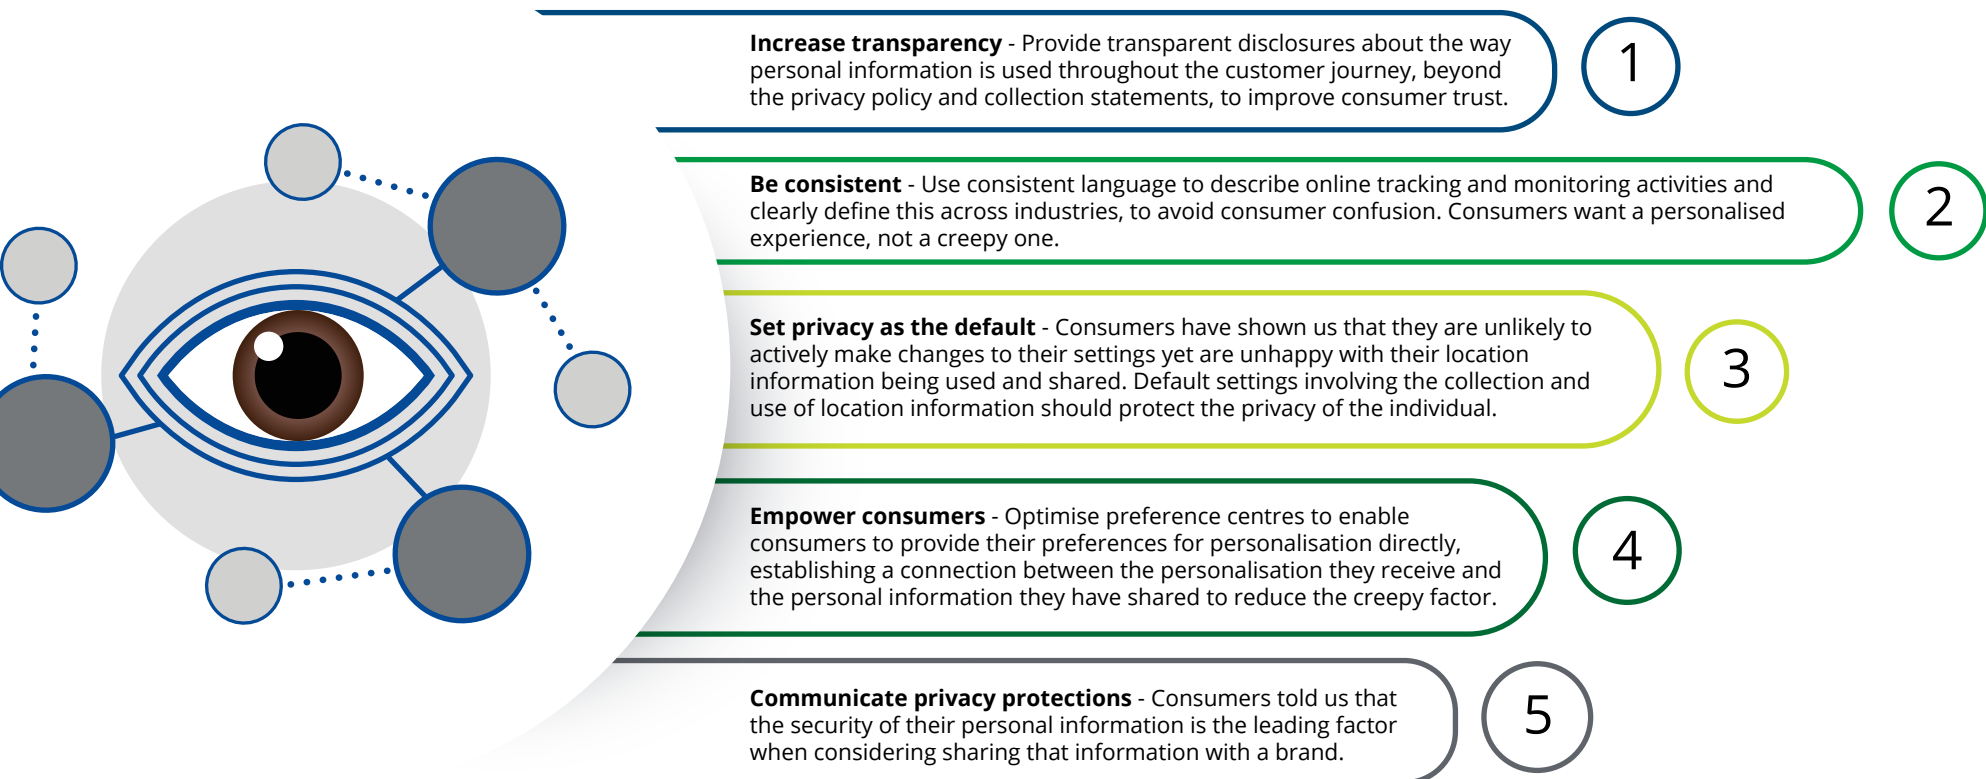 Increase transparency - Provide transparent disclosures about the way
personal information is used throughout the customer journey, beyond
the privacy policy and collection statements, to improve consumer trust.
1
Be consistent - Use consistent language to describe online tracking and monitoring activities and
clearly define this across industries, to avoid consumer confusion. Consumers want a personalised
experience, not a creepy one.
2
Set privacy as the default - Consumers have shown us that they are unlikely to
actively make changes to their settings yet are unhappy with their location
information being used and shared. Default settings involving the collection and
use of location information should protect the privacy of the individual.
3
Empower consumers - Optimise preference centres to enable
consumers to provide their preferences for personalisation directly,
establishing a connection between the personalisation they receive and
the personal information they have shared to reduce the creepy factor.
4
Communicate privacy protections - Consumers told us that
the security of their personal information is the leading factor
when considering sharing that information with a brand.
5